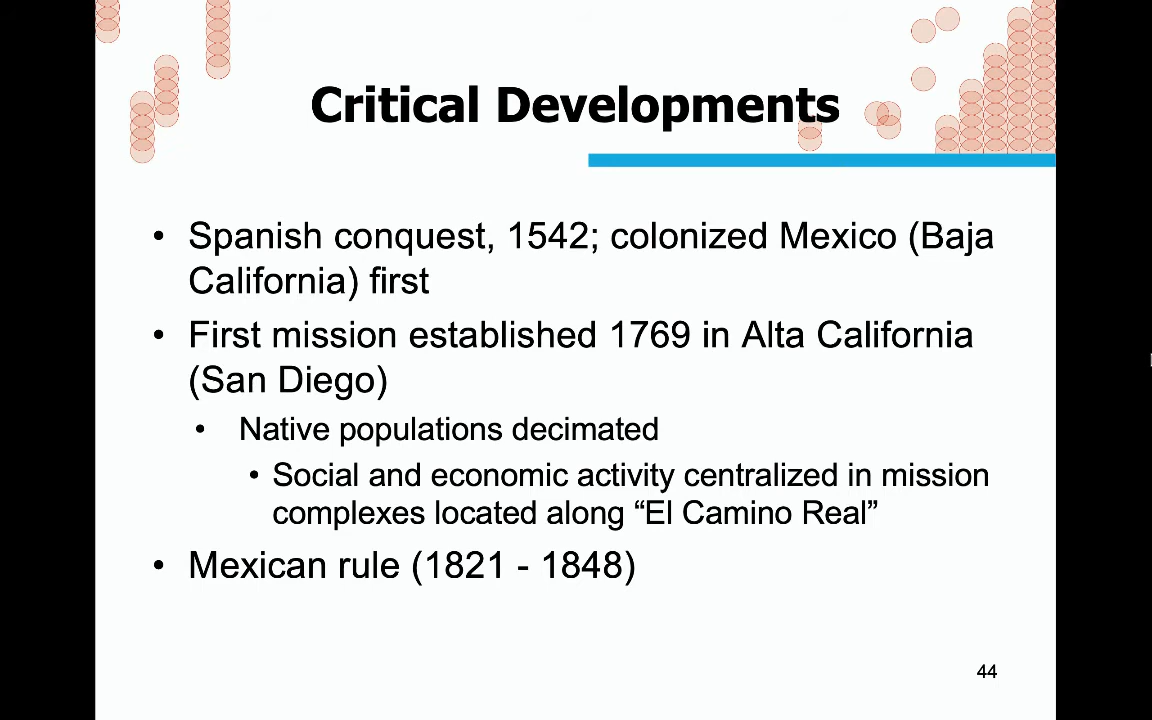 Critical Developments
• Spanish conquest, 1542; colonized Mexico (Baja
California) first
• First mission established 1769 in Alta California
(San Diego)
• Native populations decimated
• Social and economic activity centralized in mission
complexes located along “El Camino Real”
• Mexican rule (1821 - 1848)
44